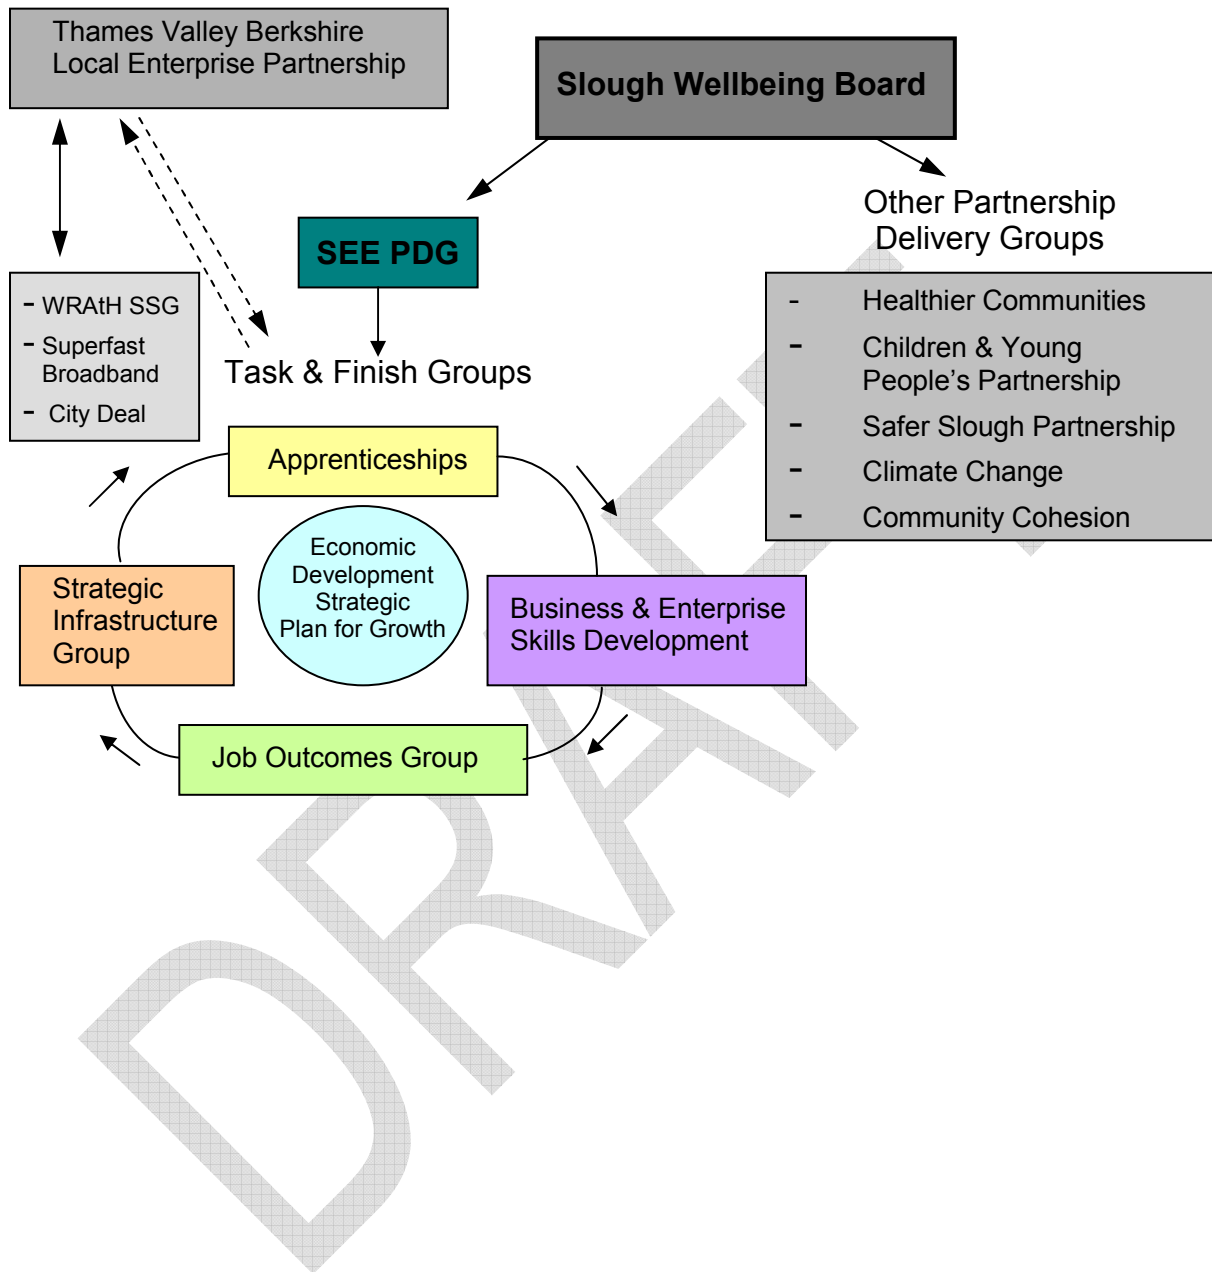 Thames Valley Berkshire
Local Enterprise Partnership
Slough Wellbeing Board
SEE PDG
Other Partnership
Delivery Groups
- WRAtH SSG
- Superfast
Broadband
- City Deal
- Healthier Communities
- Children & Young
People's Partnership
- Safer Slough Partnership
- Climate Change
- Community Cohesion
Task & Finish Groups
Apprenticeships
Economic
Development
Strategic
Plan for Growth
Strategic
Infrastructure
Group
Business & Enterprise
Skills Development
Job Outcomes Group
DRAFT